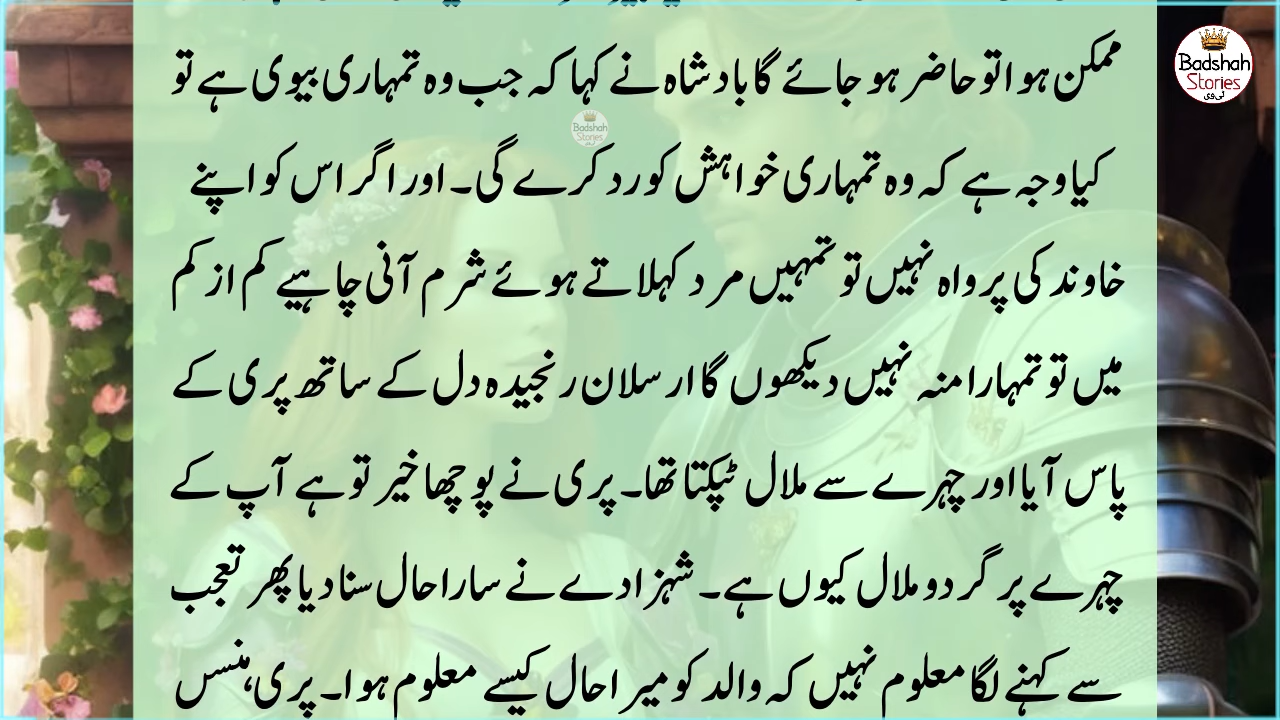 ممکن ہوا تو حاضر ہو جائے گا بادشاہ نے کہا کہ جب وہ تمہاری بیوی ہے تو
کیا وجہ ہے کہ وہ تمہاری خواہش کو رد کرے گی۔ اور اگر اس کو اپنے
خاوند کی پرواہ نہیں تو تمہیں مرد کہلاتے ہوئے شرم آنی چاہیے کم از کم
میں تو تمہارا منہ نہیں دیکھوں گا ارسلان رنجیدہ دل کے ساتھ پری کے
پاس آیا اور چہرے سے ملال ٹپکتا تھا۔ پری نے پوچھا خیر تو ہے آپ کے
چہرے پر گرد و ملال کیوں ہے۔ شہزادے نے سارا حال سنا دیا پھر تعجب
سے کہنے لگا معلوم نہیں کہ والد کو میرا حال کیسے معلوم ہوا۔ پری ہنس
Badshah
Stories
ٹی وی
Badshah
Stories